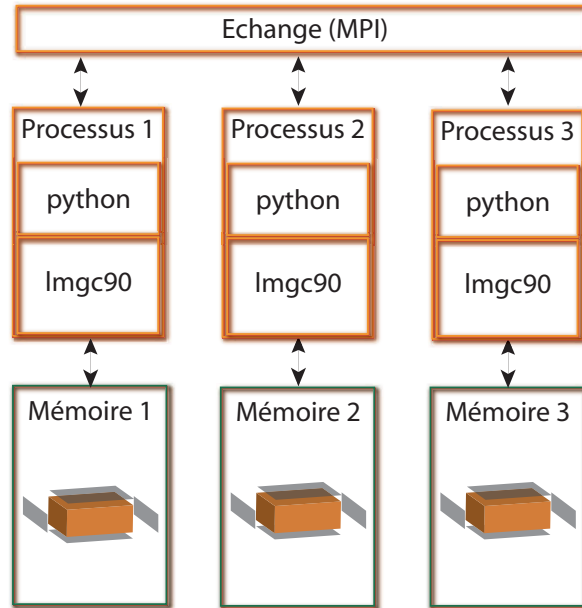 Echange (MPI)
Processus 1
Processus 2
Processus 3
python
python
python
lmgc90
lmgc90
lmgc90
Mémoire 1
Mémoire 2
Mémoire 3